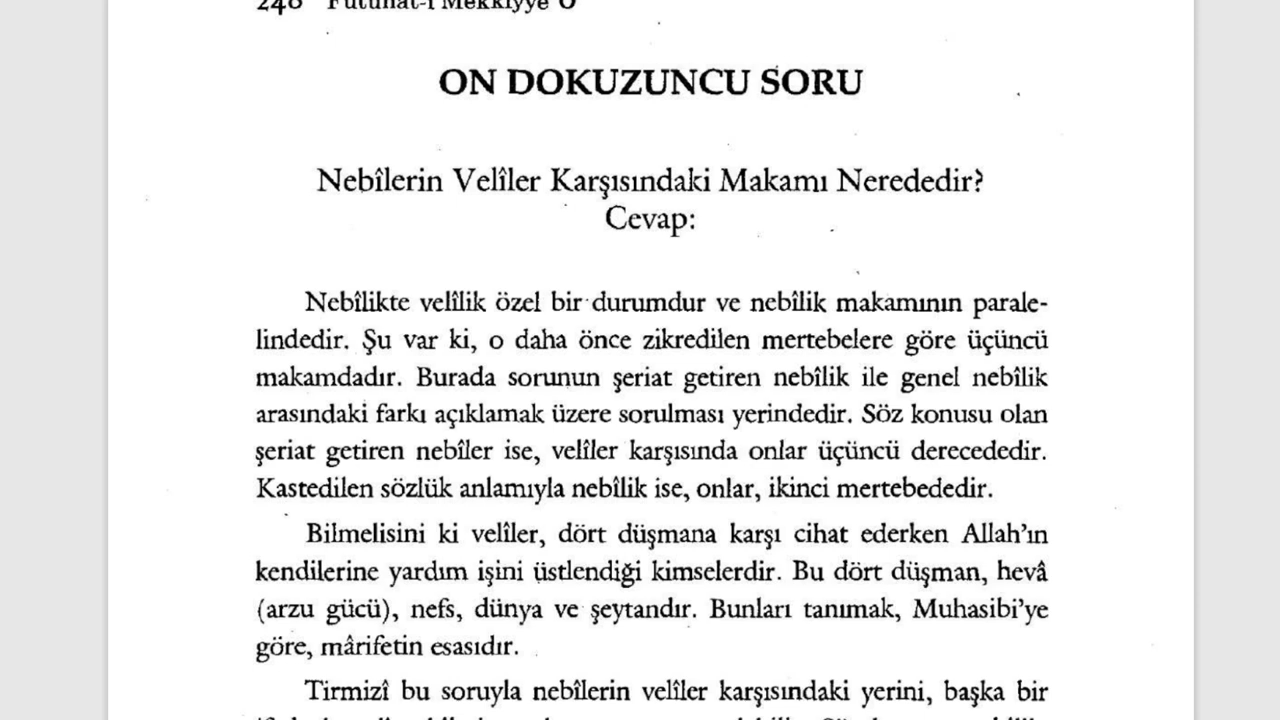 240 Fütûhât-ı Mekkiyye 6
ON DOKUZUNCU SORU
Nebîlerin Velîler Karşısındaki Makamı Nerededir?
Cevap:
Nebîlikte velîlik özel bir durumdur ve nebîlik makamının parale-
lindedir. Şu var ki, o daha önce zikredilen mertebelere göre üçüncü
makamdadır. Burada sorunun şeriat getiren nebîlik ile genel nebîlik
arasındaki farkı açıklamak üzere sorulması yerindedir. Söz konusu olan
şeriat getiren nebîler ise, velîler karşısında onlar üçüncü derecededir.
Kastedilen sözlük anlamıyla nebîlik ise, onlar, ikinci mertebededir.
Bilmelisini ki velîler, dört düşmana karşı cihat ederken Allah'ın
kendilerine yardım işini üstlendiği kimselerdir. Bu dört düşman, hevâ
(arzu gücü), nefs, dünya ve şeytandır. Bunları tanımak, Muhasibi'ye
göre, mârifetin esasıdır.
Tirmizî bu soruyla nebîlerin velîler karşısındaki yerini, başka bir